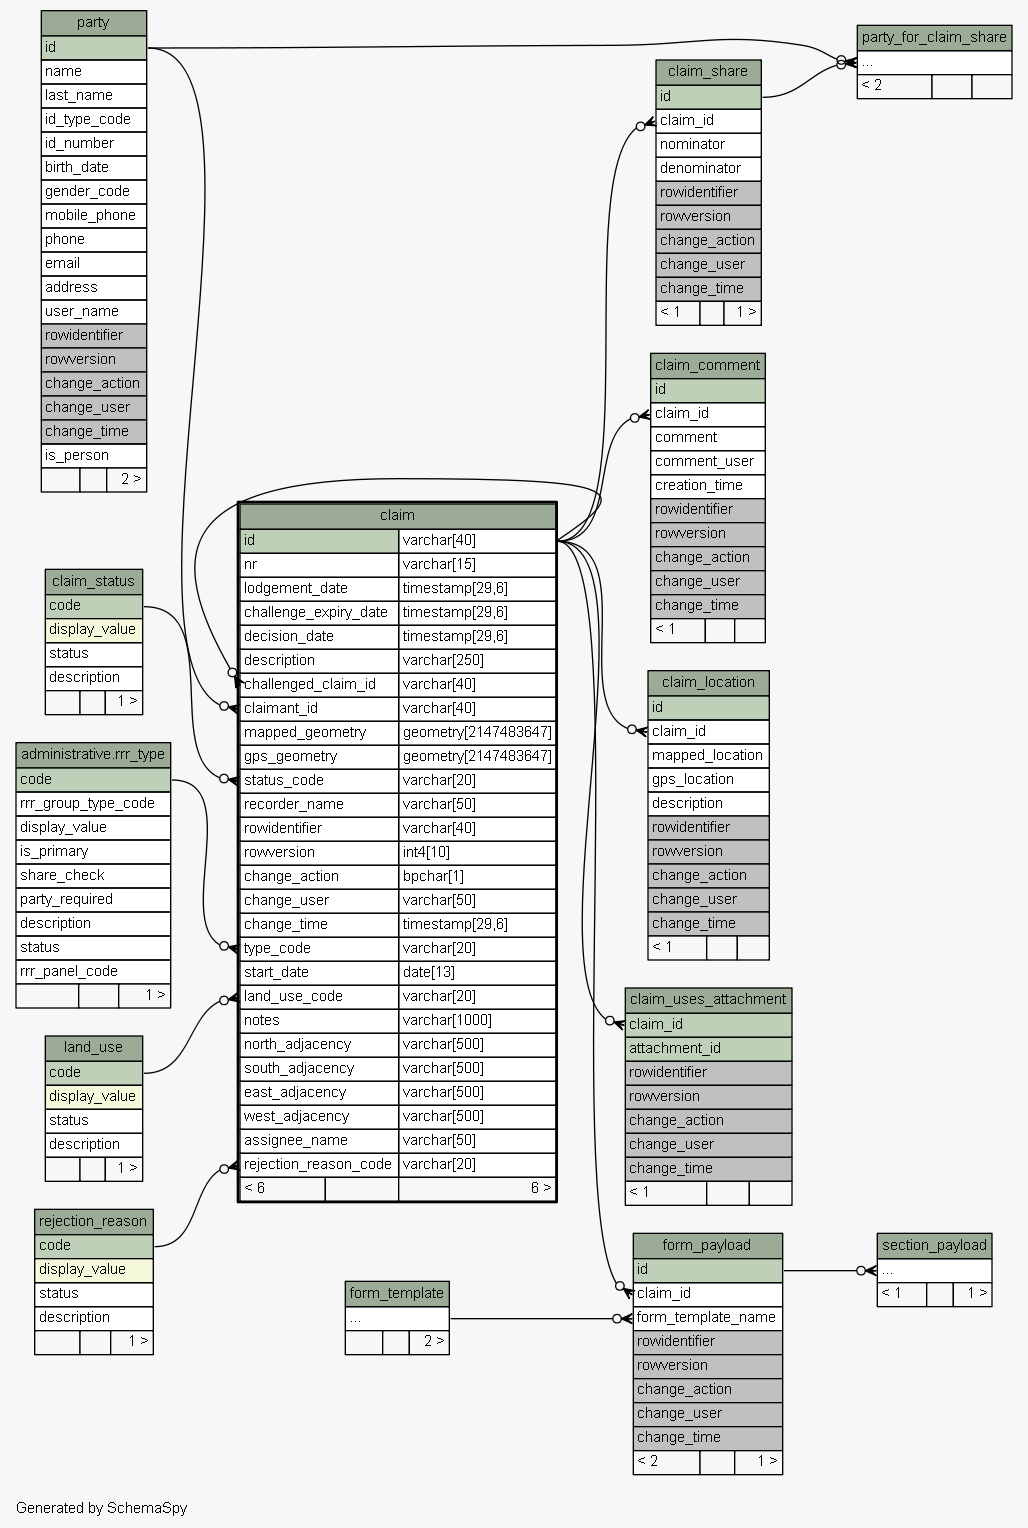 party
id
name
last_name
id_type_code
id_number
birth_date
gender_code
mobile_phone
phone
email
address
user_name
rowidentifier
rowversion
change_action
change_user
change_time
is_person
2 >
party_for_claim_share
...
< 2
claim_share
id
claim_id
nominator
denominator
rowidentifier
rowversion
change_action
change_user
change_time
< 1 1 >
claim_comment
id
claim_id
comment
comment_user
creation_time
rowidentifier
rowversion
change_action
change_user
change_time
< 1
claim
id varchar[40]
nr varchar[15]
lodgement_date timestamp[29,6]
challenge_expiry_date timestamp[29,6]
decision_date timestamp[29,6]
description varchar[250]
challenged_claim_id varchar[40]
claimant_id varchar[40]
mapped_geometry geometry[2147483647]
gps_geometry geometry[2147483647]
status_code varchar[20]
recorder_name varchar[50]
rowidentifier varchar[40]
rowversion int4[10]
change_action bpchar[1]
change_user varchar[50]
change_time timestamp[29,6]
type_code varchar[20]
start_date date[13]
land_use_code varchar[20]
notes varchar[1000]
north_adjacency varchar[500]
south_adjacency varchar[500]
east_adjacency varchar[500]
west_adjacency varchar[500]
assignee_name varchar[50]
rejection_reason_code varchar[20]
< 6 6 >
claim_status
code
display_value
status
description
1 >
administrative.rrr_type
code
rrr_group_type_code
display_value
is_primary
share_check
party_required
description
status
rrr_panel_code
1 >
land_use
code
display_value
status
description
1 >
rejection_reason
code
display_value
status
description
1 >
claim_location
id
claim_id
mapped_location
gps_location
description
rowidentifier
rowversion
change_action
change_user
change_time
< 1
claim_uses_attachment
claim_id
attachment_id
rowidentifier
rowversion
change_action
change_user
change_time
< 1
form_template
...
2 >
form_payload
id
claim_id
form_template_name
rowidentifier
rowversion
change_action
change_user
change_time
< 2 1 >
section_payload
...
< 1 1 >
Generated by SchemaSpy